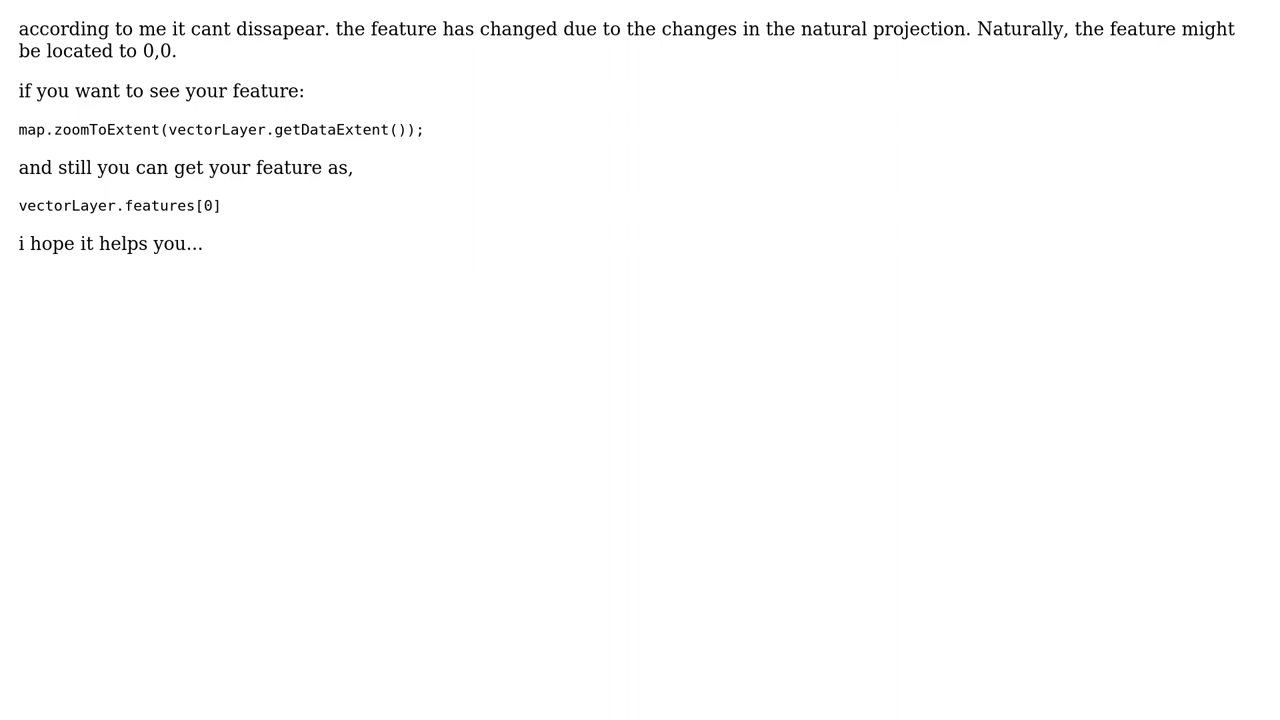 according to me it cant dissapear. the feature has changed due to the changes in the natural projection. Naturally, the feature might
be located to 0,0.
if you want to see your feature:
map.zoomToExtent(vectorLayer.getDataExtent());
and still you can get your feature as,
vectorLayer.features[0]
i hope it helps you...